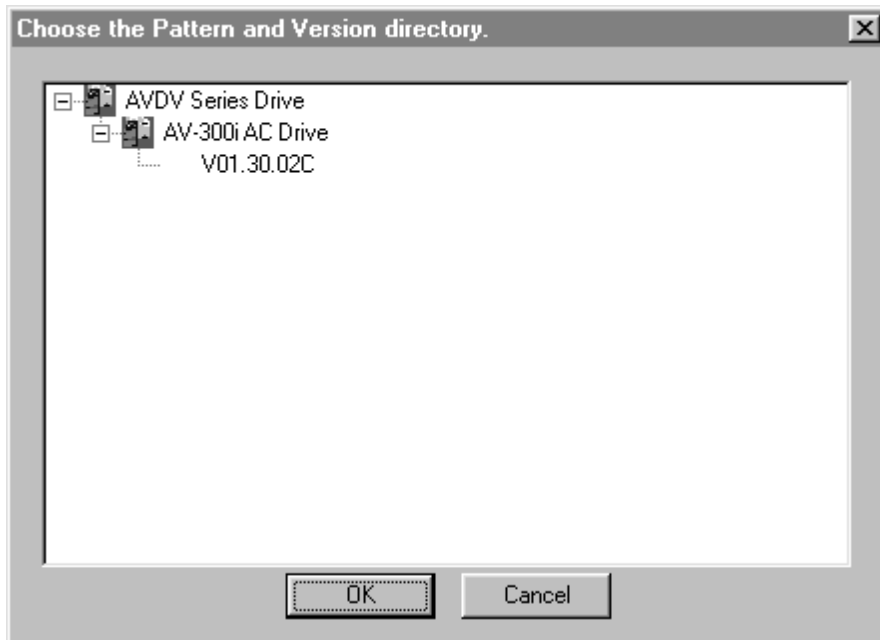 Choose the Pattern and Version directory.
AVDV Series Drive
AV-300i AC Drive
V01.30.02C
OK
Cancel